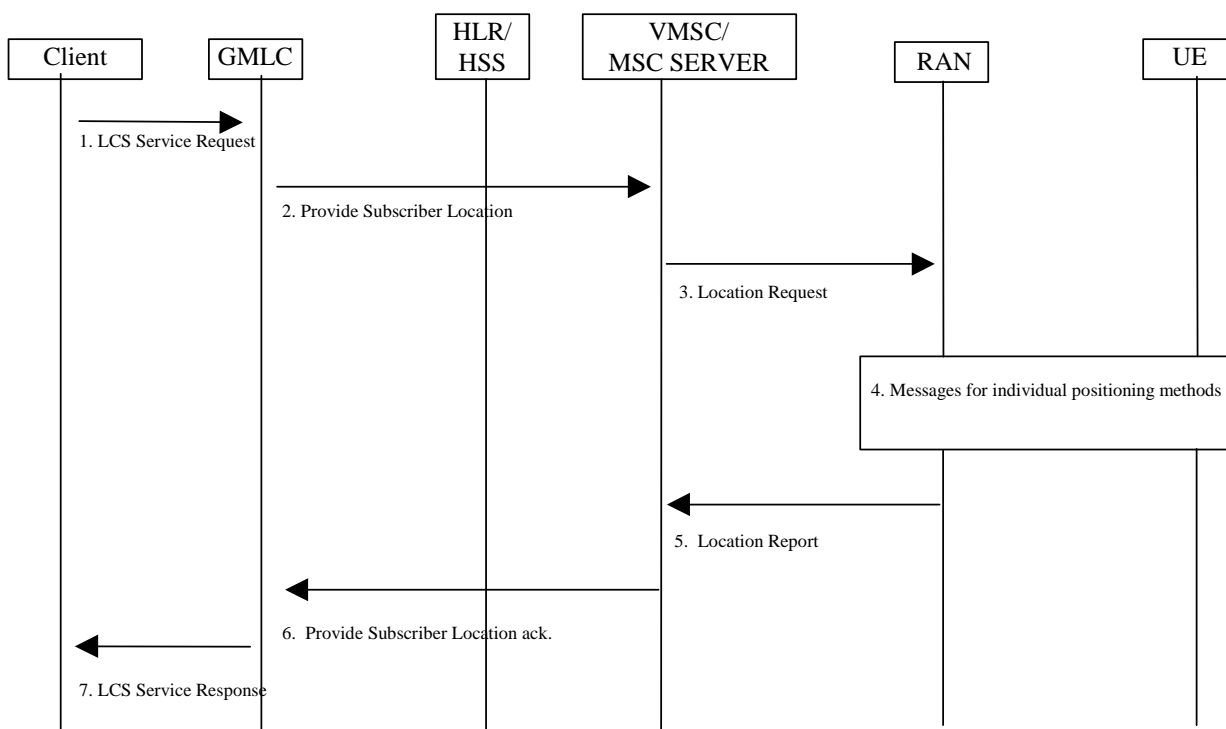 Client
GMLC
HLR/
HSS
VMSC/
MSC SERVER
RAN
UE
1. LCS Service Request
2. Provide Subscriber Location
3. Location Request
4. Messages for individual positioning methods
5. Location Report
6. Provide Subscriber Location ack.
7. LCS Service Response